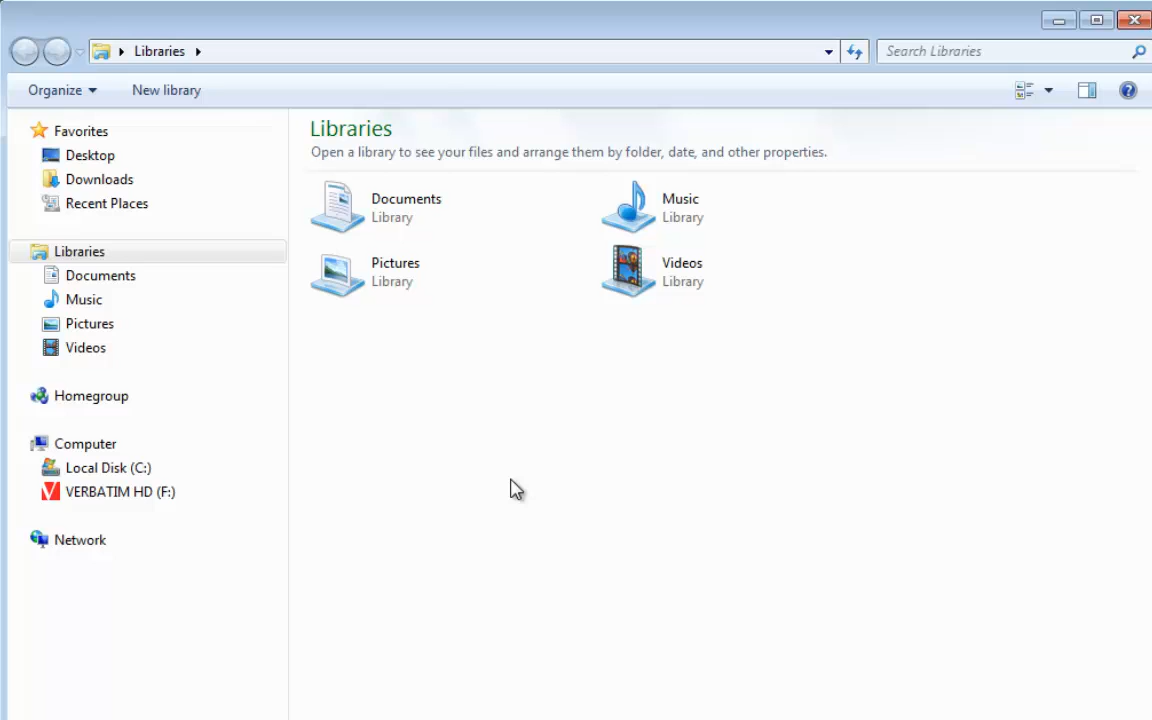 Libraries
Search Libraries
Organize
New library
Favorites
Desktop
Downloads
Recent Places
Libraries
Documents
Music
Pictures
Videos
Homegroup
Computer
Local Disk (C:)
VERBATIM HD (F:)
Network
Libraries
Open a library to see your files and arrange them by folder, date, and other properties.
Documents
Library
Music
Library
Pictures
Library
Videos
Library